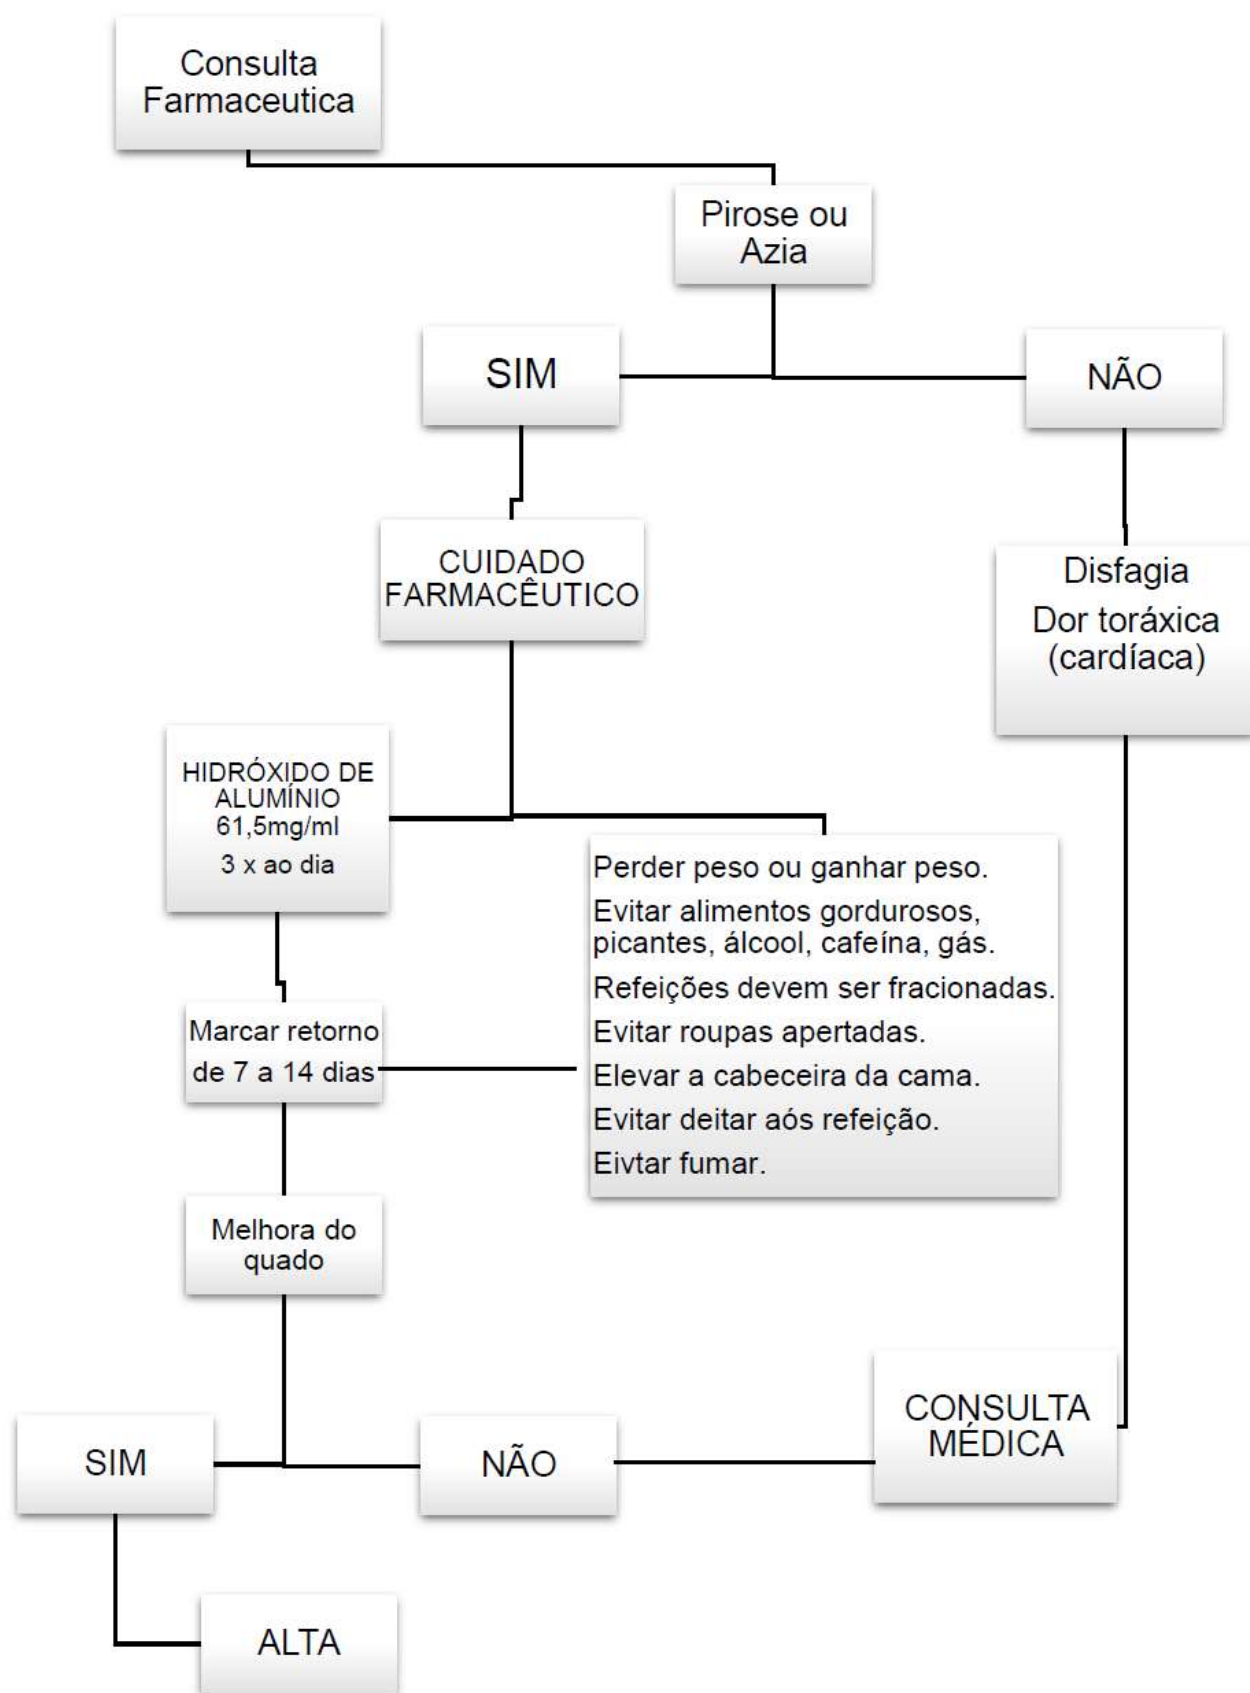 Consulta
Farmaceutica
Pirose ou
Azia
SIM
NÃO
CUIDADO
FARMACÊUTICO
Disfagia
Dor toráxica
(cardíaca)
HIDRÓXIDO DE
ALUMÍNIO
61,5mg/ml
3 x ao dia
Perder peso ou ganhar peso.
Evitar alimentos gordurosos,
picantes, álcool, cafeína, gás.
Refeições devem ser fracionadas.
Evitar roupas apertadas.
Elevar a cabeceira da cama.
Evitar deitar aós refeição.
Eivtar fumar.
Marcar retorno
de 7 a 14 dias
Melhora do
quado
SIM
NÃO
CONSULTA
MÉDICA
ALTA